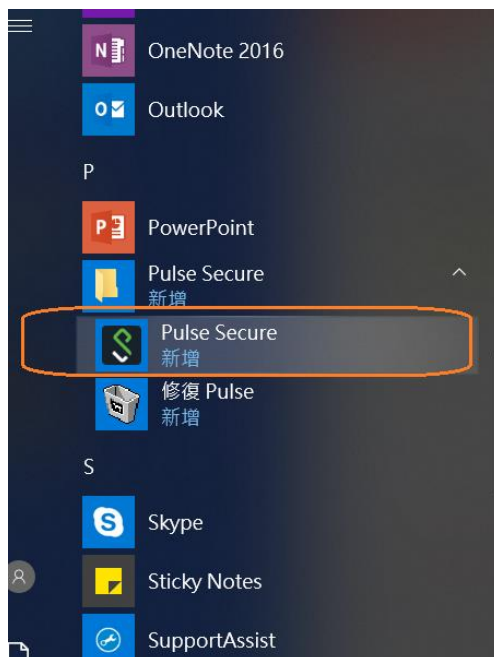 OneNote 2016
Outlook
P
PowerPoint
Pulse Secure
新增
Pulse Secure
新增
修復 Pulse
新增
S
Skype
Sticky Notes
SupportAssist